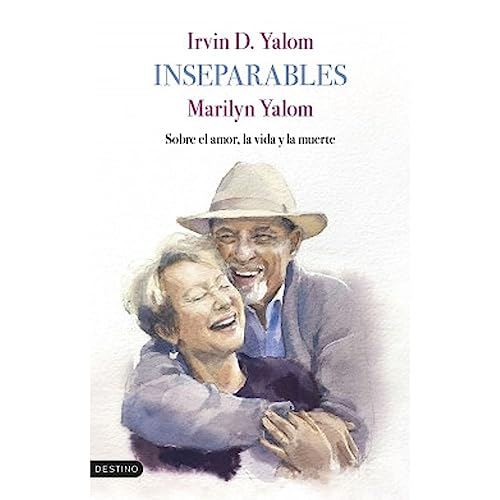 Irvin D. Yalom
INSEPARABLES
Marilyn Yalom
Sobre el amor, la vida y la muerte
DESTINO